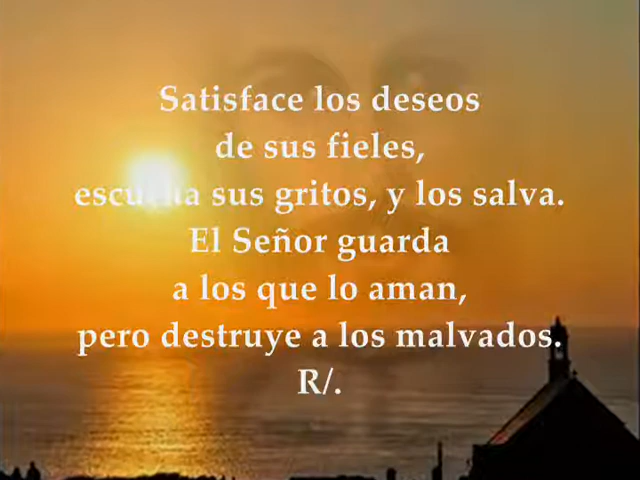 Satisface los deseos
de sus fieles,
escucha sus gritos, y los salva.
El Señor guarda
a los que lo aman,
pero destruye a los malvados.
R/.